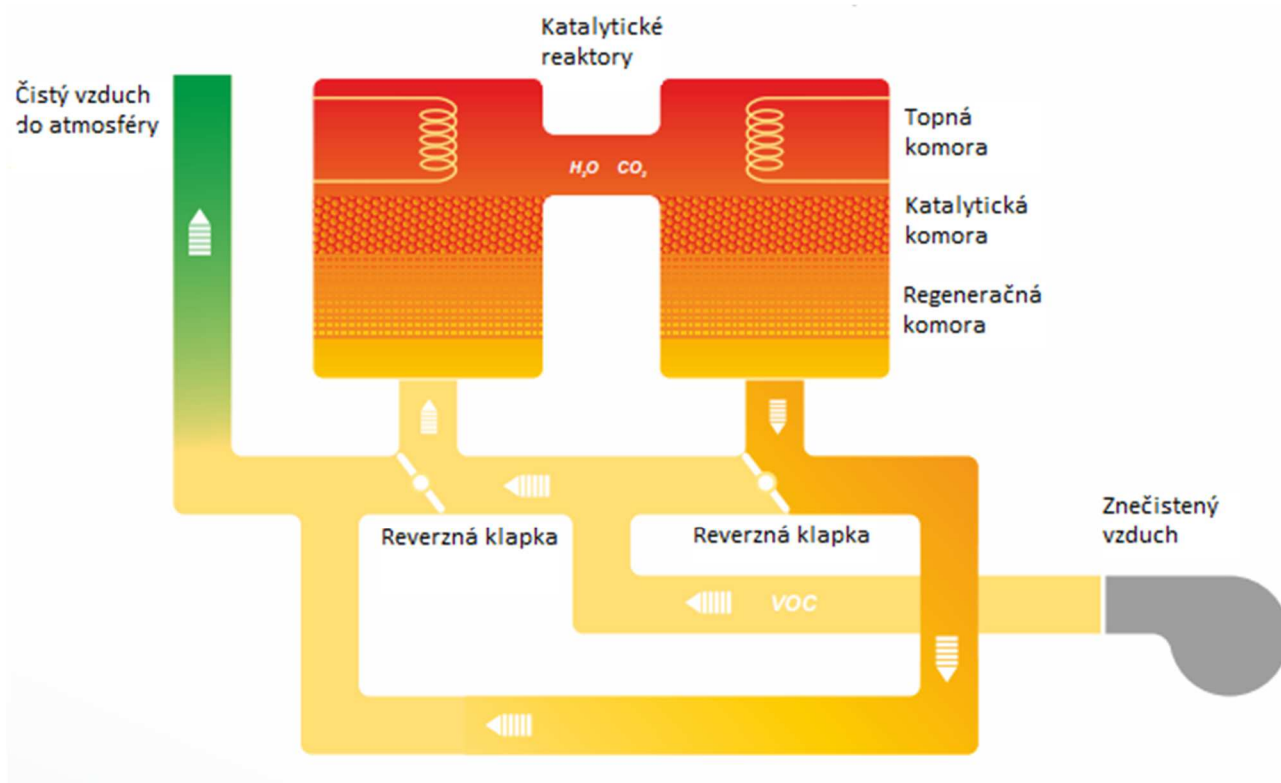 Katalytické
reaktory
Čistý vzduch
do atmosféry
Topná
komora
H₂O CO₂
Katalytická
komora
Regeneračná
komora
Reverzná klapka
Reverzná klapka
Znečistený
vzduch
VOC